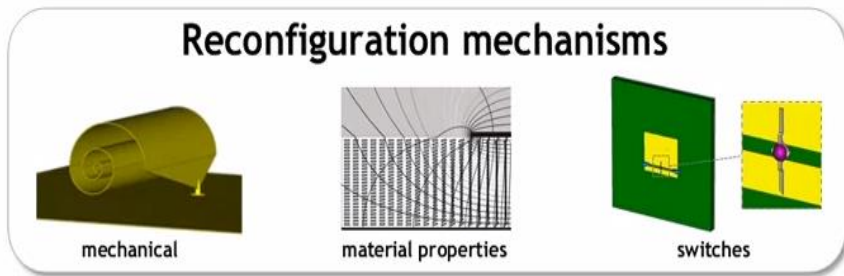 Reconfiguration mechanisms
mechanical
material properties
switches